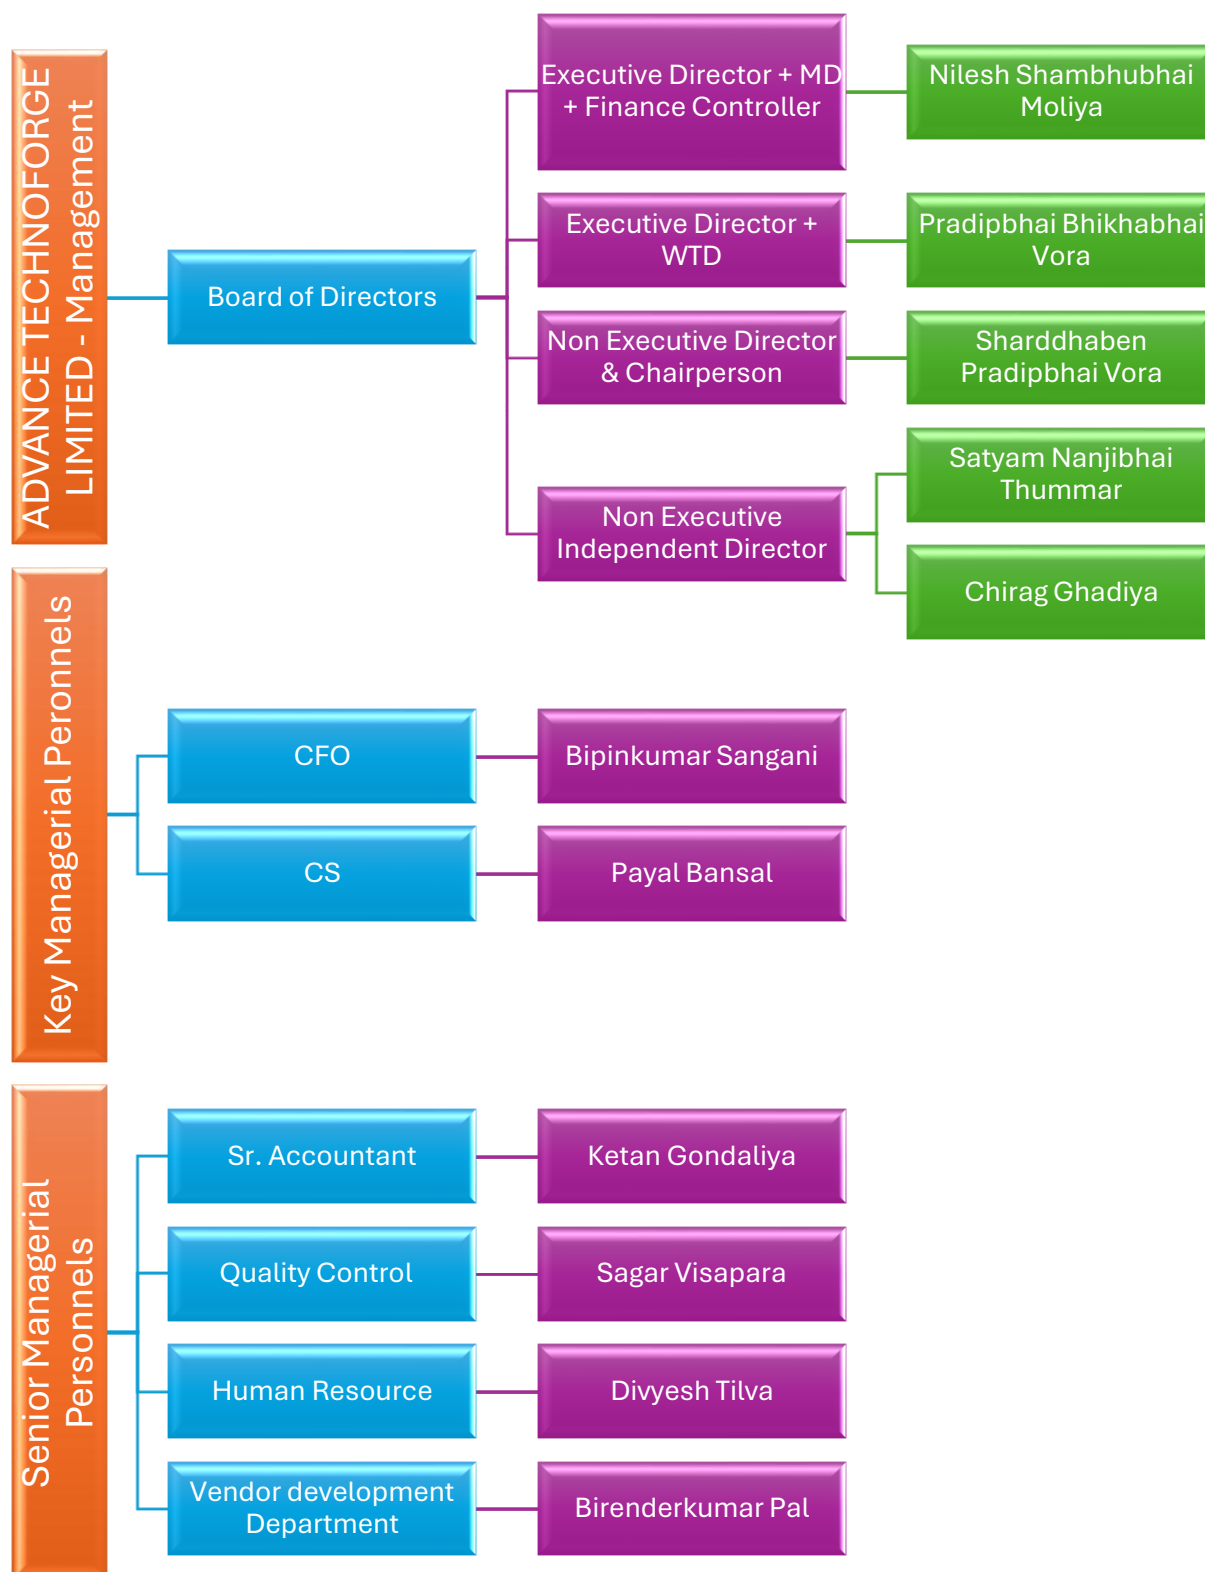 ADVANCE TECHNOFORGE
LIMITED - Management
Board of Directors
Executive Director + MD
+ Finance Controller
Nilesh Shambhubhai
Moliya
Executive Director +
WTD
Pradipbhai Bhikhabhai
Vora
Non Executive Director
& Chairperson
Sharddhaben
Pradipbhai Vora
Non Executive
Independent Director
Satyam Nanjibhai
Thummar
Chirag Ghadiya
Key Managerial Peronnels
CFO
Bipinkumar Sangani
CS
Payal Bansal
Senior Managerial
Personnels
Sr. Accountant
Ketan Gondaliya
Quality Control
Sagar Visapara
Human Resource
Divyesh Tilva
Vendor development
Department
Birenderkumar Pal